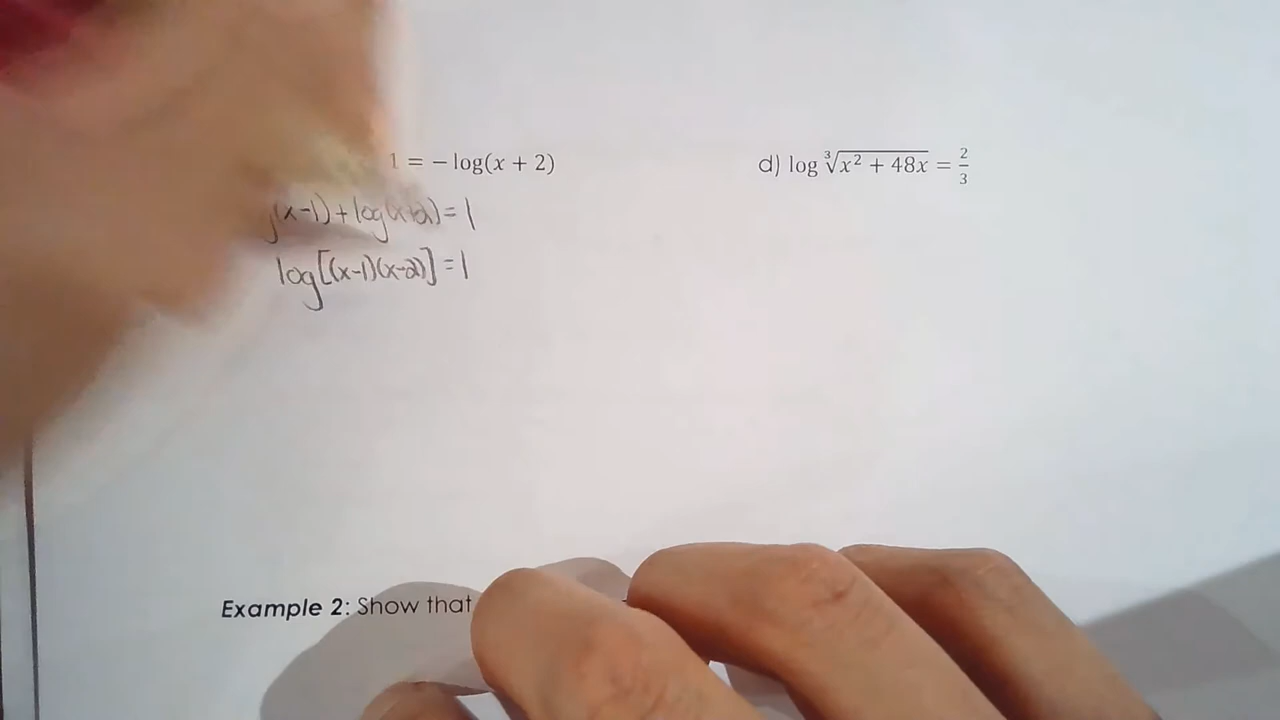 1 = − log(x + 2)
(x-1)+log(x+2)=1
log[(x-1)(x-2)]=1
d) log ∛(x² + 48x) = 2/3
Example 2: Show that